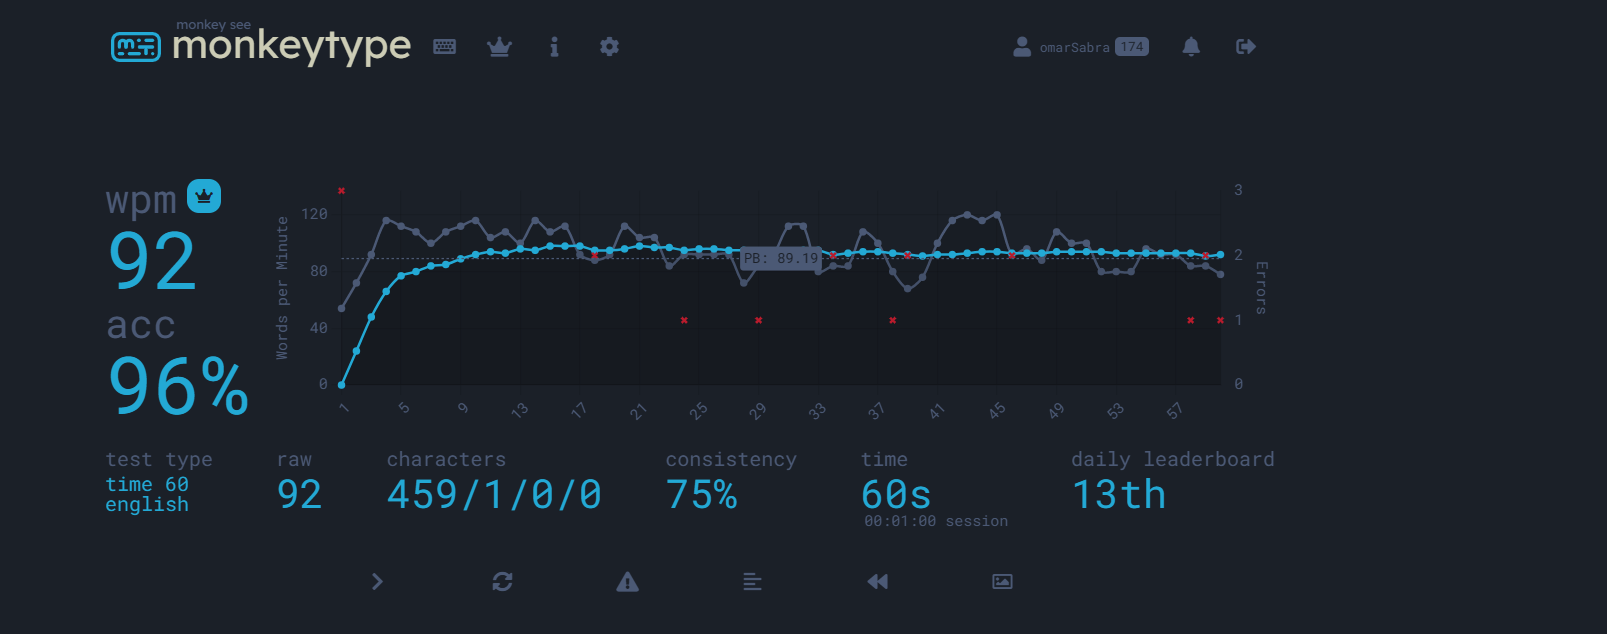 monkey see
monkeytype
omarSabra 174
wpm
92
acc
96%
Words per Minute
120
80
40
0
PB: 89.19
3
2
1
0
Errors
1 5 9 13 17 21 25 29 33 37 41 45 49 53 57
test type
time 60
english
raw
92
characters
459/1/0/0
consistency
75%
time
60s
00:01:00 session
daily leaderboard
13th